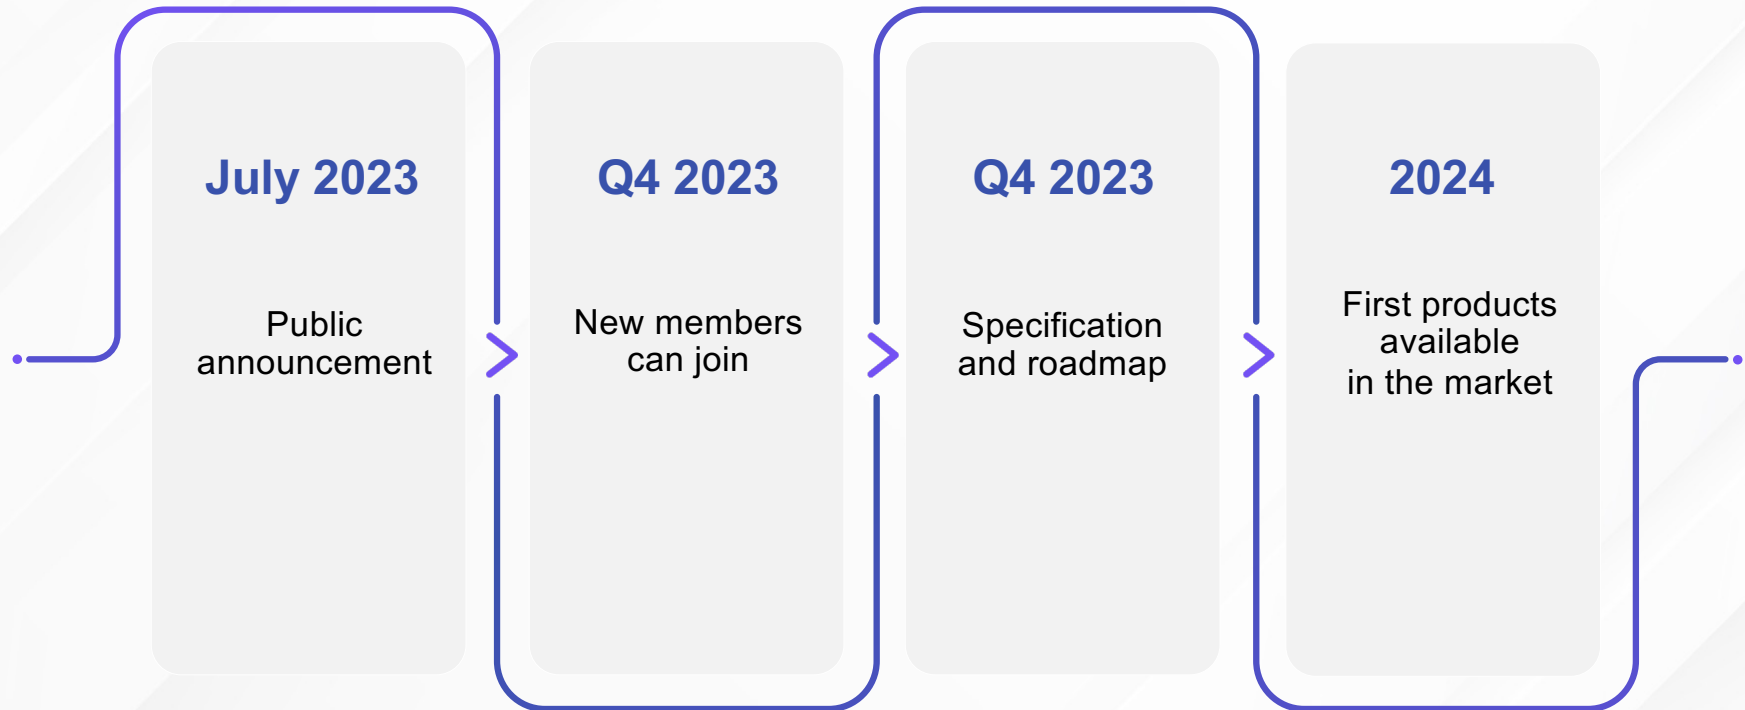 July 2023
Public
announcement
Q4 2023
New members
can join
Q4 2023
Specification
and roadmap
2024
First products
available
in the market